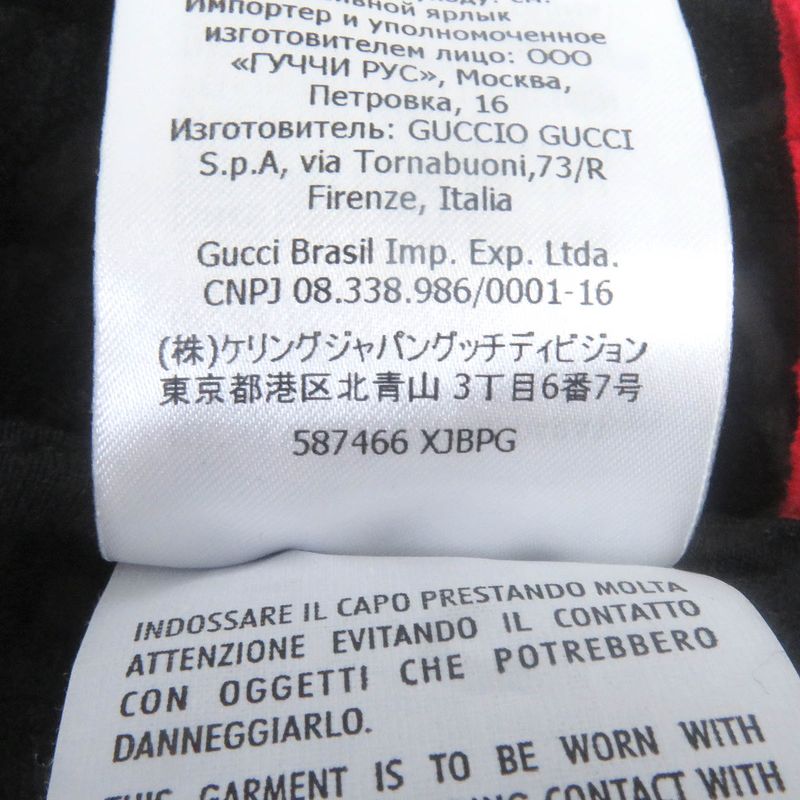 Импортер и уполномоченное
изготовителем лицо: ООО
«ГУЧЧИ РУС», Москва,
Петровка, 16
Изготовитель: GUCCIO GUCCI
S.p.A, via Tornabuoni,73/R
Firenze, Italia
Gucci Brasil Imp. Exp. Ltda.
CNPJ 08.338.986/0001-16
(株)ケリングジャパングッチディビジョン
東京都港区北青山 3丁目6番7号
587466 XJBPG
INDOSSARE IL CAPO PRESTANDO MOLTA
ATTENZIONE EVITANDO IL CONTATTO
CON OGGETTI CHE POTREBBERO
DANNEGGIARLO.
THIS GARMENT IS TO BE WORN WITH
CONTACT WITH